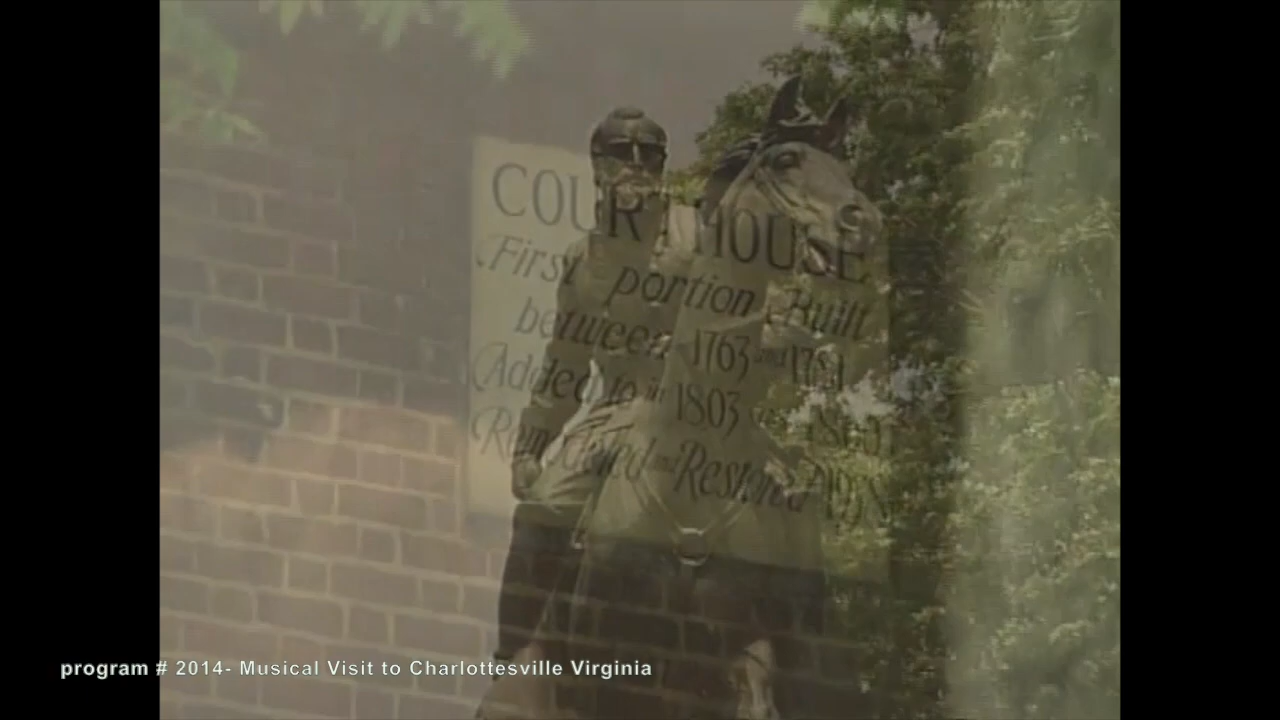 COURTHOUSE
First portion Built
between 1763 and 1781
Added to in 1803
Remodeled and Restored
program # 2014- Musical Visit to Charlottesville Virginia